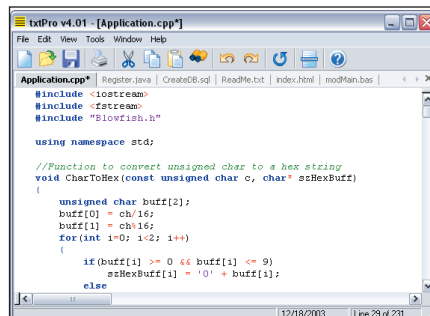 txtPro v4.01 - [Application.cpp*]
File Edit View Tools Window Help
Application.cpp* Register.java CreateDB.sql ReadMe.txt index.html modMain.bas
#include <iostream>
#include <fstream>
#include "Blowfish.h"
using namespace std;
//Function to convert unsigned char to a hex string
void CharToHex(const unsigned char c, char* szHexBuff)
{
unsigned char buff[2];
buff[0] = ch/16;
buff[1] = ch%16;
for(int i=0; i<2; i++)
{
if(buff[i] >= 0 && buff[i] <= 9)
szHexBuff[i] = '0' + buff[i];
else
12/18/2003 Line 29 of 231